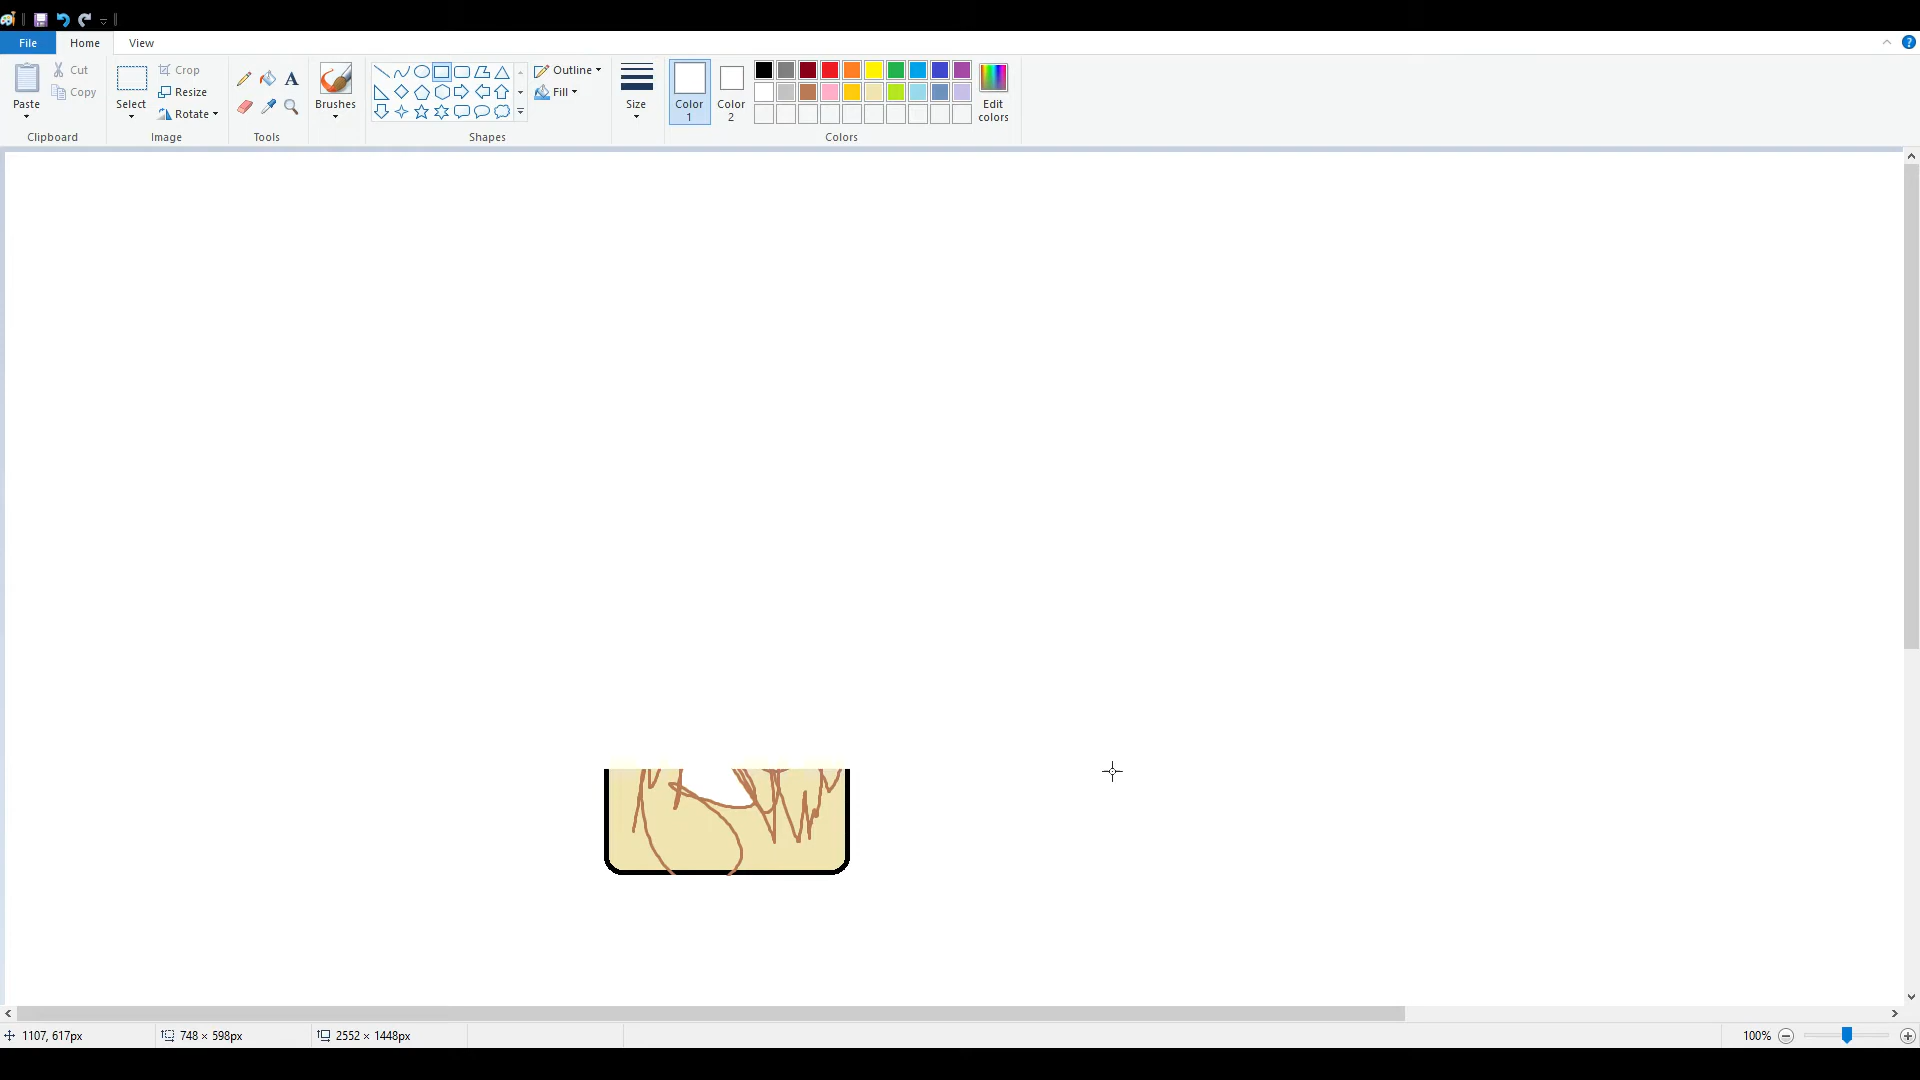 File Home View
Paste Cut Copy
Clipboard
Select Crop Resize Rotate
Image
A
Tools
Brushes
Outline
Fill
Shapes
Size
Color 1
Color 2
Edit colors
Colors
1107, 617px 748 × 598px 2552 × 1448px 100%